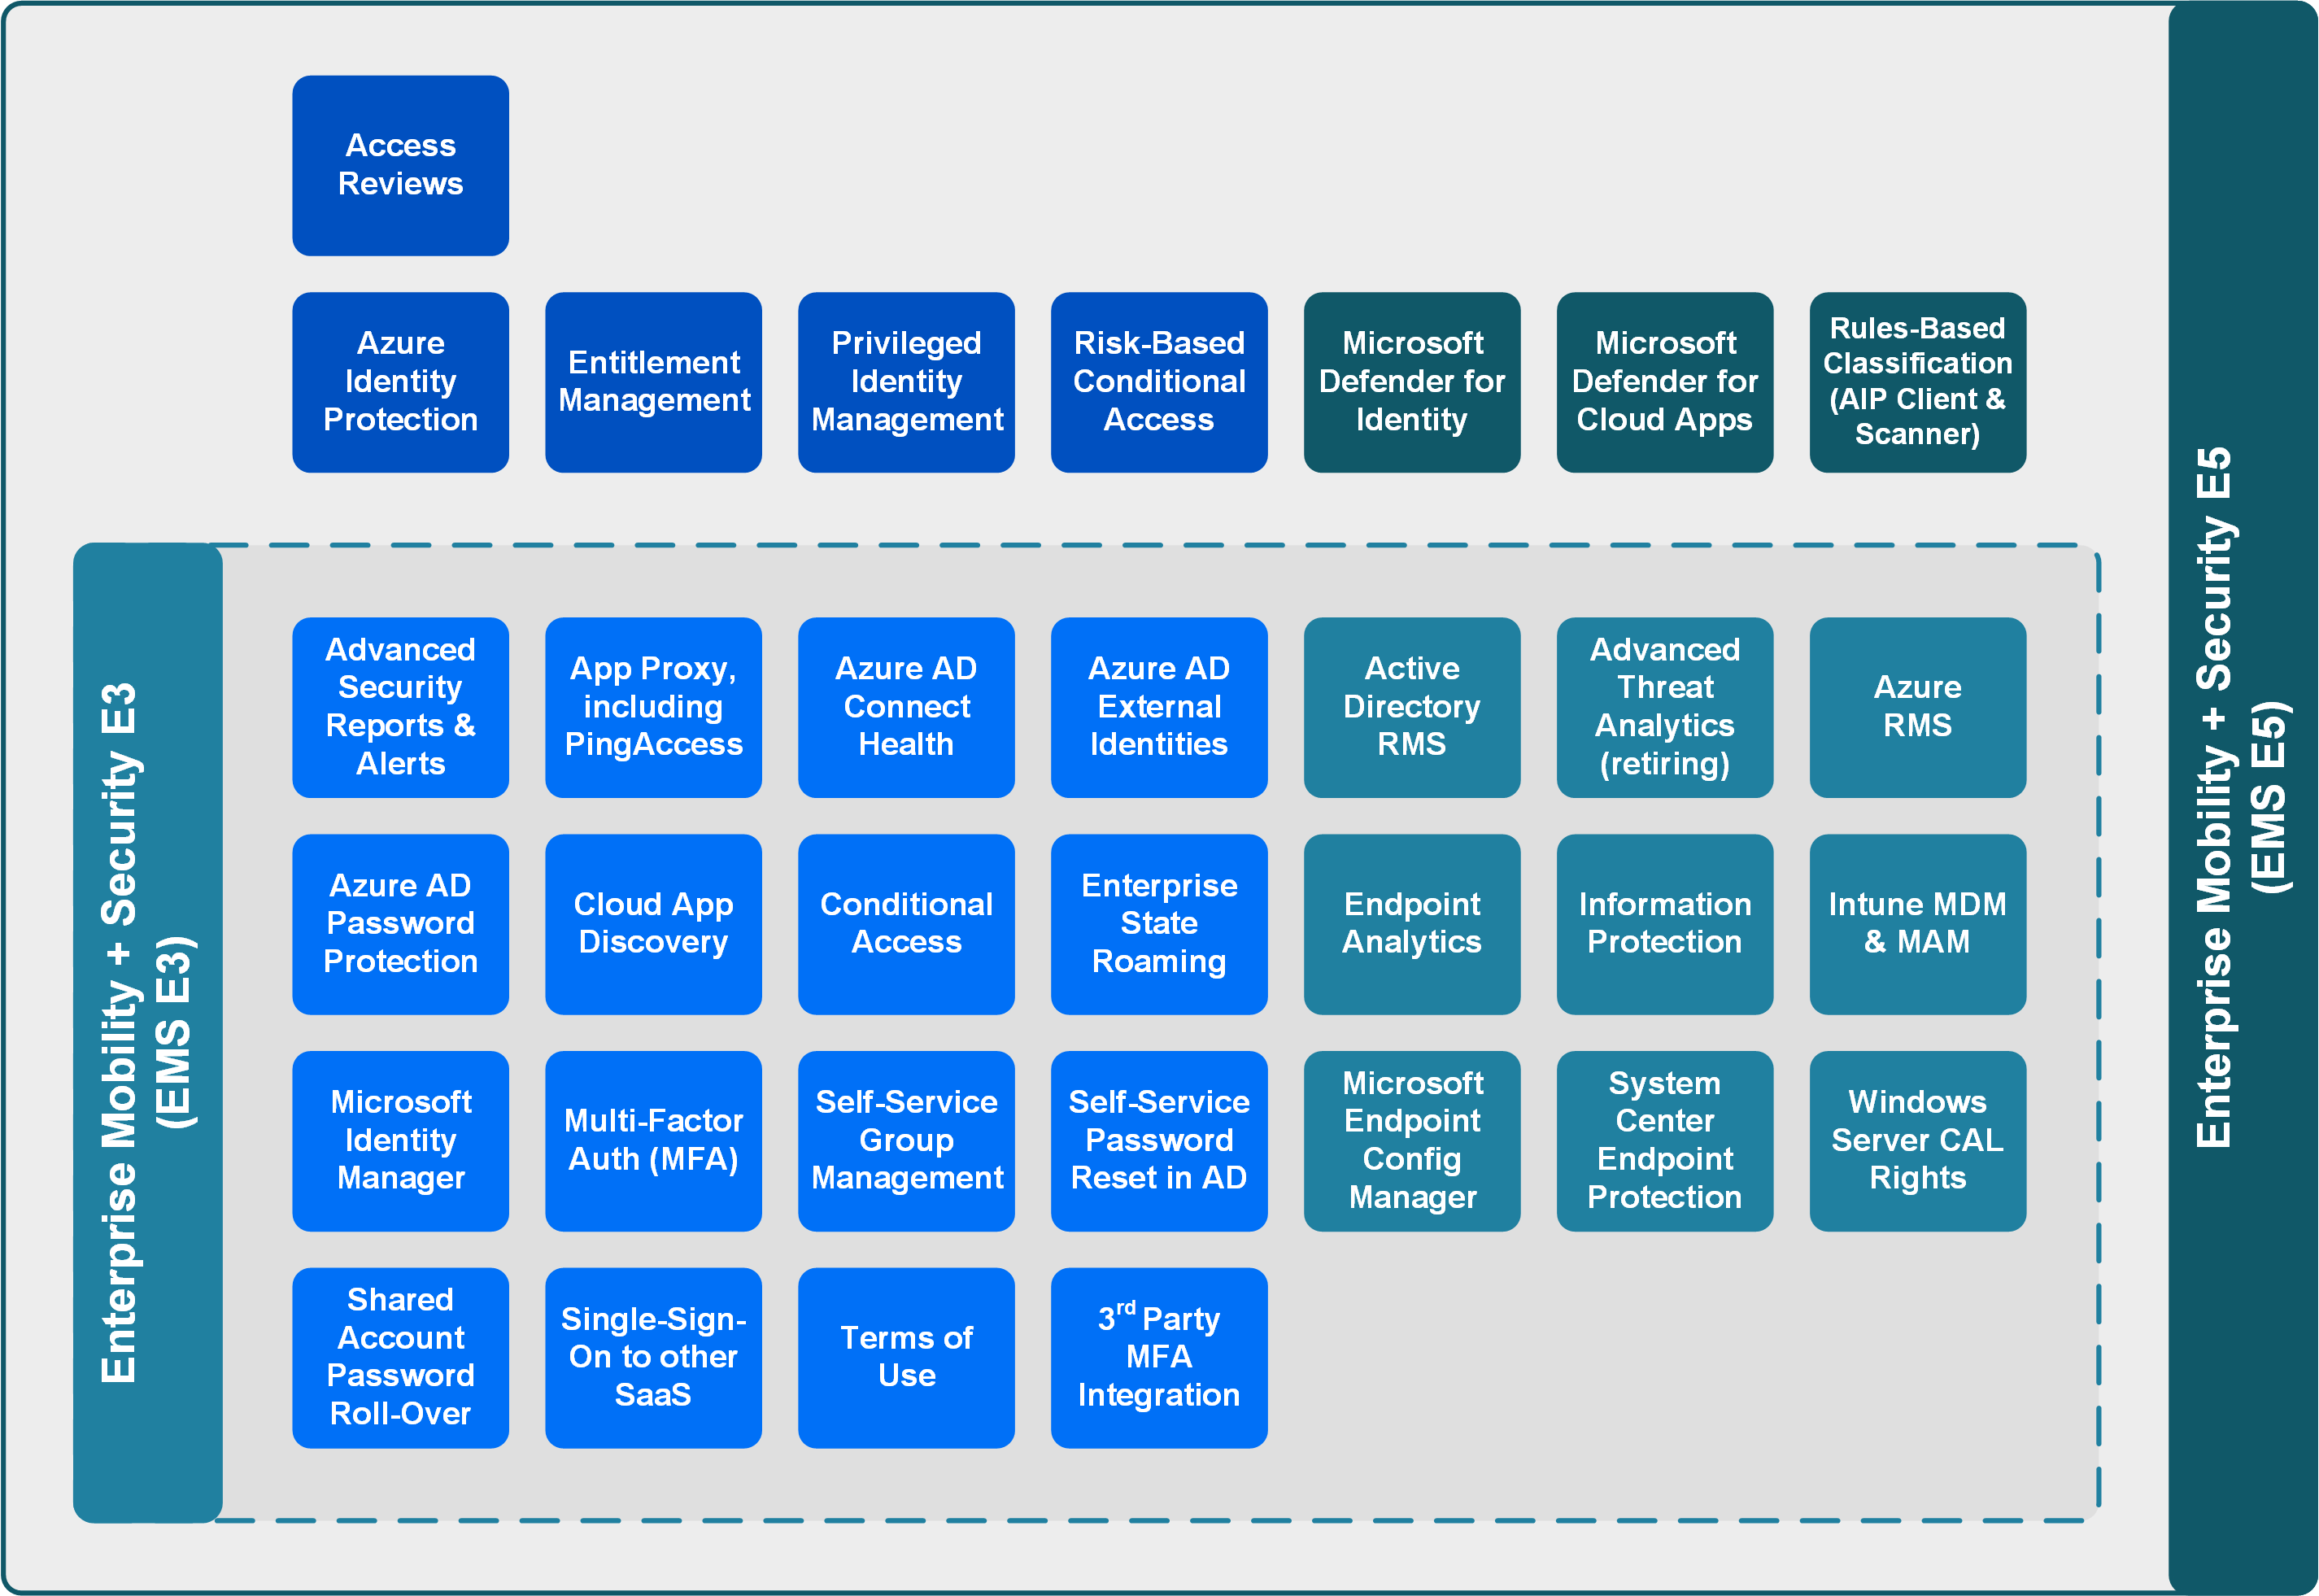 Access
Reviews
Azure
Identity
Protection
Entitlement
Management
Privileged
Identity
Management
Risk-Based
Conditional
Access
Microsoft
Defender for
Identity
Microsoft
Defender for
Cloud Apps
Rules-Based
Classification
(AIP Client &
Scanner)
Enterprise Mobility + Security E3
(EMS E3)
Advanced
Security
Reports &
Alerts
App Proxy,
including
PingAccess
Azure AD
Connect
Health
Azure AD
External
Identities
Active
Directory
RMS
Advanced
Threat
Analytics
(retiring)
Azure
RMS
Azure AD
Password
Protection
Cloud App
Discovery
Conditional
Access
Enterprise
State
Roaming
Endpoint
Analytics
Information
Protection
Intune MDM
& MAM
Microsoft
Identity
Manager
Multi-Factor
Auth (MFA)
Self-Service
Group
Management
Self-Service
Password
Reset in AD
Microsoft
Endpoint
Config
Manager
System
Center
Endpoint
Protection
Windows
Server CAL
Rights
Shared
Account
Password
Roll-Over
Single-Sign-
On to other
SaaS
Terms of
Use
3rd Party
MFA
Integration
Enterprise Mobility + Security E5
(EMS E5)